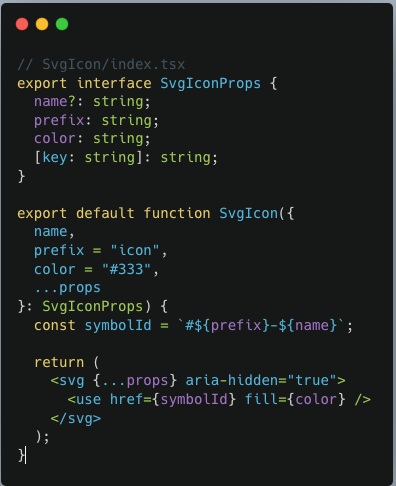 // SvgIcon/index.tsx
export interface SvgIconProps {
  name?: string;
  prefix: string;
  color: string;
  [key: string]: string;
}

export default function SvgIcon({
  name,
  prefix = "icon",
  color = "#333",
  ...props
}: SvgIconProps) {
  const symbolId = `#${prefix}-${name}`;

  return (
    <svg {...props} aria-hidden="true">
      <use href={symbolId} fill={color} />
    </svg>
  );
}